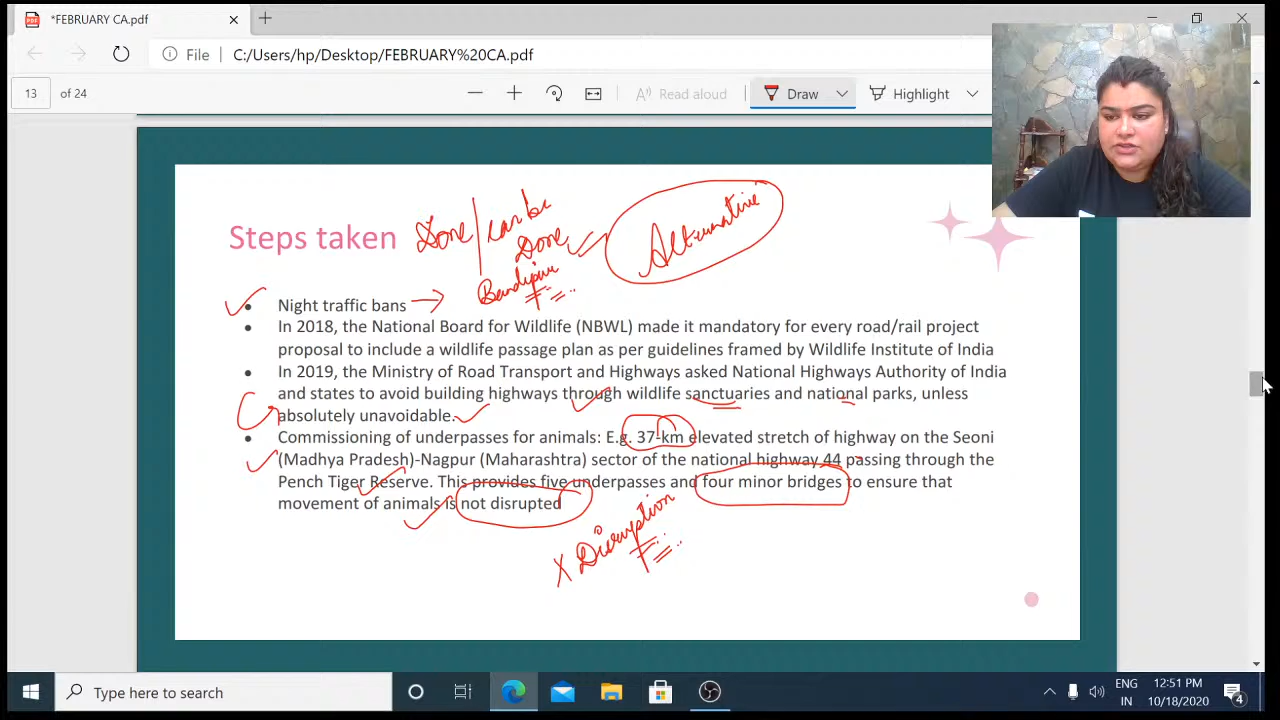 *FEBRUARY CA.pdf
File C:/Users/hp/Desktop/FEBRUARY%20CA.pdf
13 of 24
Read aloud Draw Highlight
Steps taken Done / can be
Done
Alternative
Bandipur
Night traffic bans
In 2018, the National Board for Wildlife (NBWL) made it mandatory for every road/rail project
proposal to include a wildlife passage plan as per guidelines framed by Wildlife Institute of India
In 2019, the Ministry of Road Transport and Highways asked National Highways Authority of India
and states to avoid building highways through wildlife sanctuaries and national parks, unless
absolutely unavoidable.
Commissioning of underpasses for animals: E.g. 37-km elevated stretch of highway on the Seoni
(Madhya Pradesh)-Nagpur (Maharashtra) sector of the national highway 44 passing through the
Pench Tiger Reserve. This provides five underpasses and four minor bridges to ensure that
movement of animals is not disrupted
X Disruption
Type here to search
ENG
IN
12:51 PM
10/18/2020
4